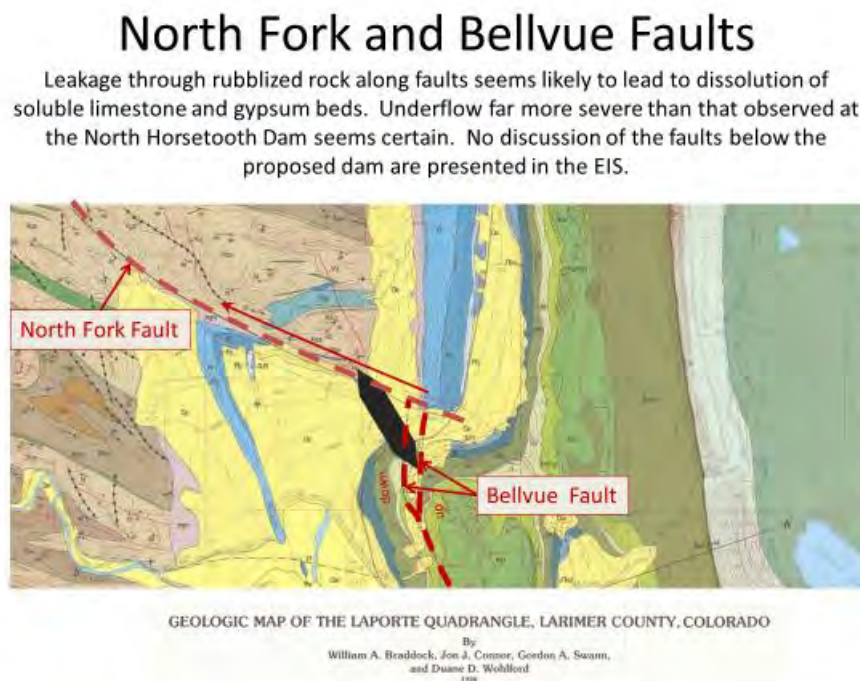 North Fork and Bellvue Faults
Leakage through rubblized rock along faults seems likely to lead to dissolution of
soluble limestone and gypsum beds.  Underflow far more severe than that observed at
the North Horsetooth Dam seems certain.  No discussion of the faults below the
proposed dam are presented in the EIS.
North Fork Fault
Bellvue Fault
down
up
GEOLOGIC MAP OF THE LAPORTE QUADRANGLE, LARIMER COUNTY, COLORADO
By
William A. Braddock, Jon J. Connor, Gordon A. Swann,
and Duane D. Wohlford